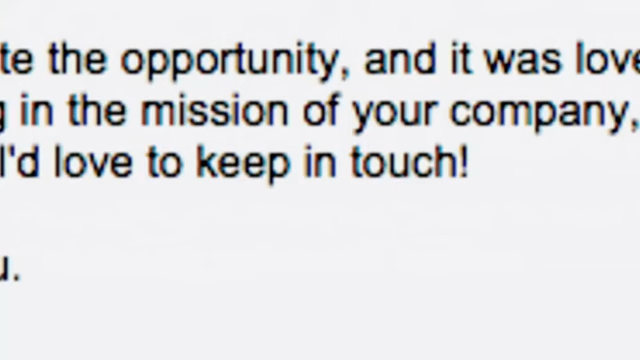 te the opportunity, and it was love
g in the mission of your company,
I'd love to keep in touch!
u.